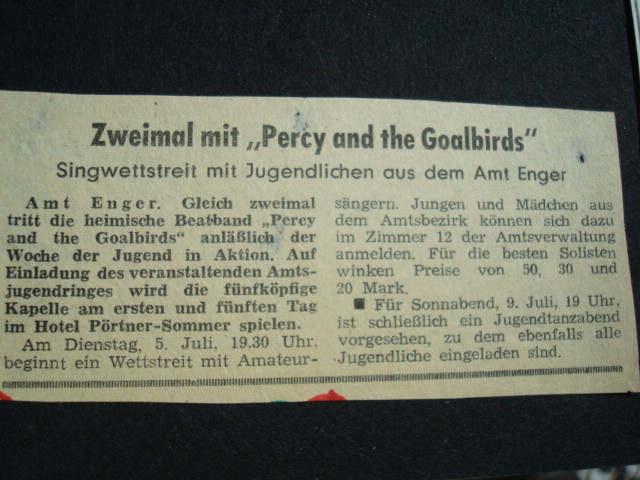 Zweimal mit „Percy and the Goalbirds"
Singwettstreit mit Jugendlichen aus dem Amt Enger
Amt Enger. Gleich zweimal
tritt die heimische Beatband „Percy
and the Goalbirds" anläßlich der
Woche der Jugend in Aktion. Auf
Einladung des veranstaltenden Amts-
jugendringes wird die fünfköpfige
Kapelle am ersten und fünften Tag
im Hotel Pörtner-Sommer spielen.
Am Dienstag, 5. Juli, 19.30 Uhr,
beginnt ein Wettstreit mit Amateur-
sängern. Jungen und Mädchen aus
dem Amtsbezirk können sich dazu
im Zimmer 12 der Amtsverwaltung
anmelden. Für die besten Solisten
winken Preise von 50, 30 und
20 Mark.
■ Für Sonnabend, 9. Juli, 19 Uhr,
ist schließlich ein Jugendtanzabend
vorgesehen, zu dem ebenfalls alle
Jugendliche eingeladen sind.